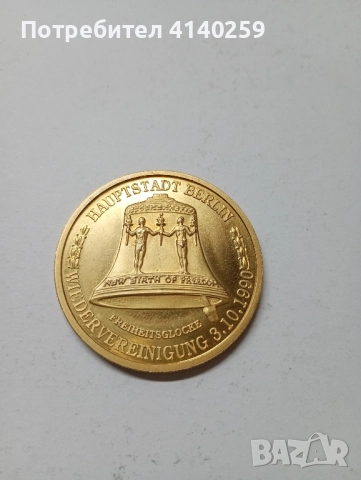 Потребител 4140259
HAUPTSTADT BERLIN
NEW BIRTH OF FREEDOM
FREIHEITSGLOCKE
WIEDERVEREINIGUNG 3.10.1990
BAZAR